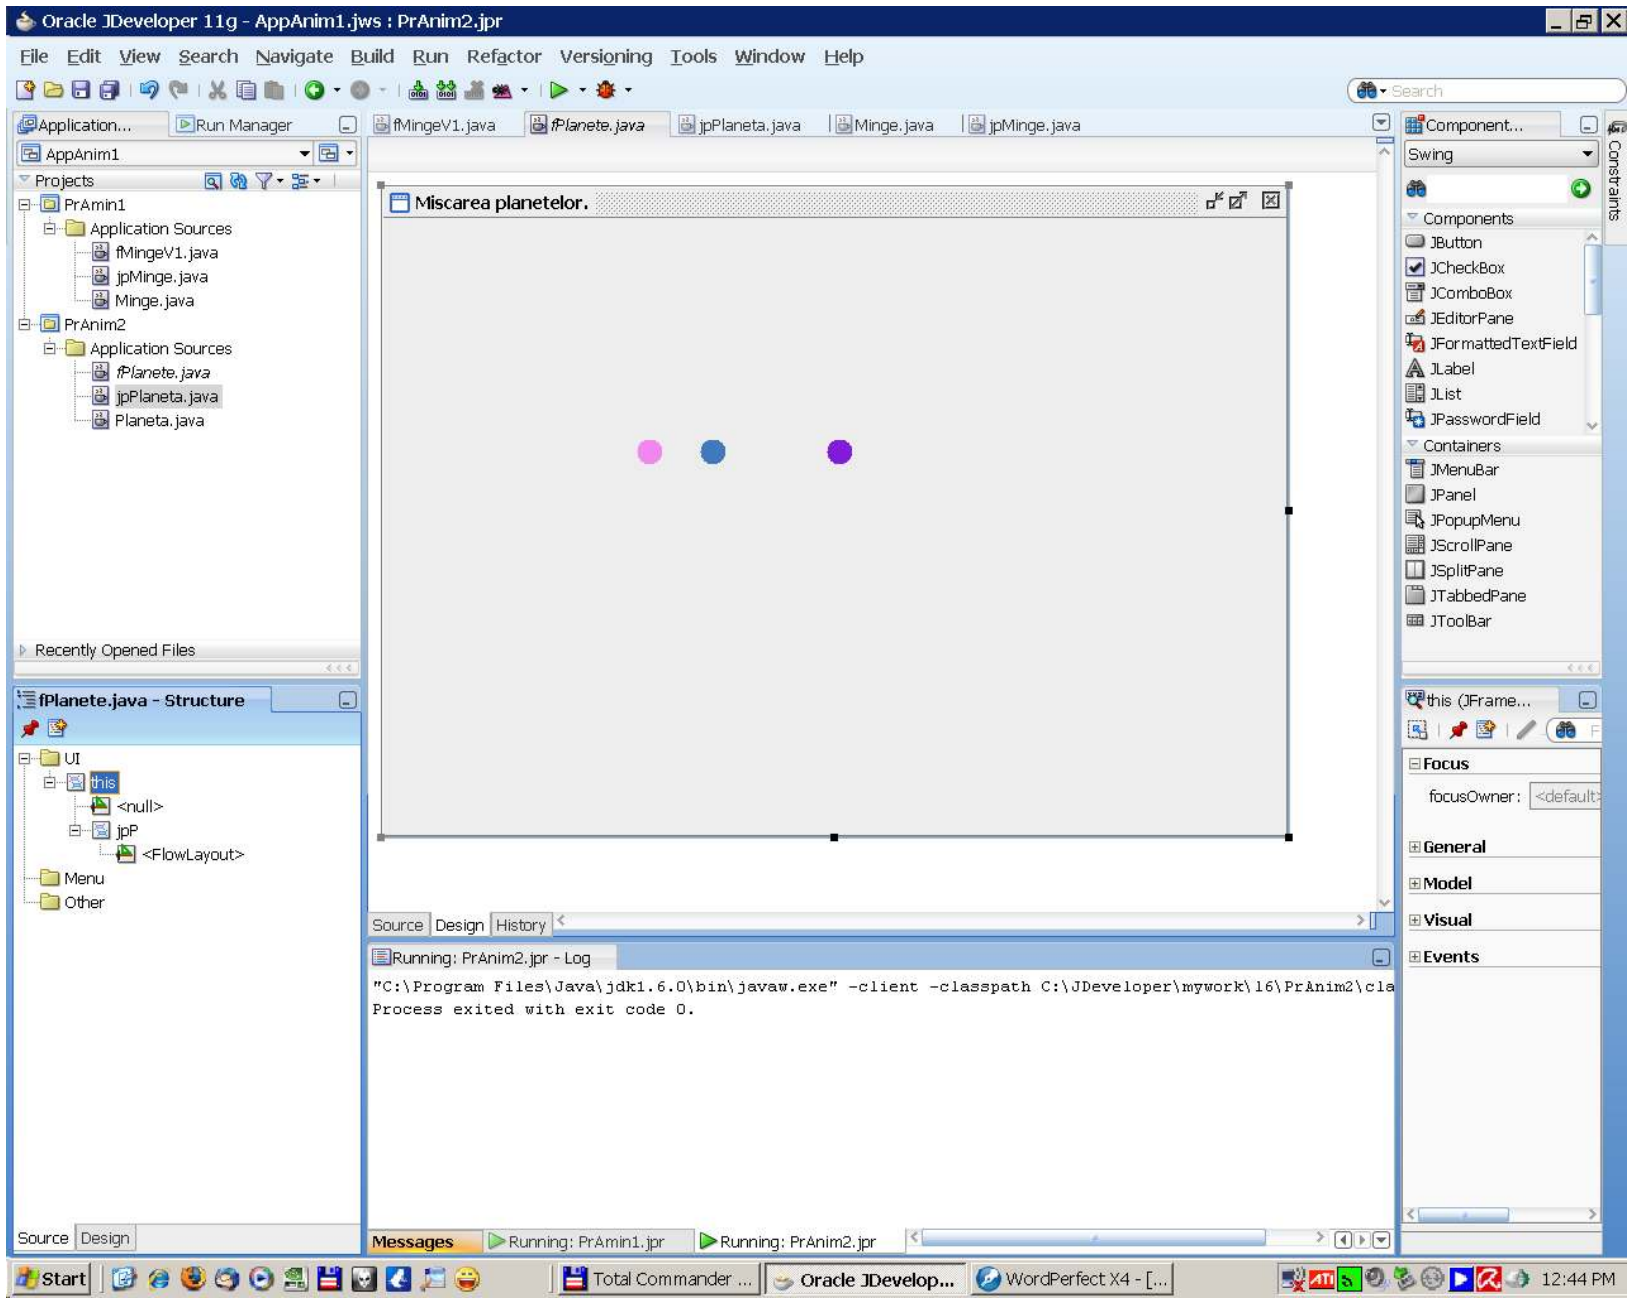 Oracle JDeveloper 11g - AppAnim1.jws : PrAnim2.jpr
File Edit View Search Navigate Build Run Refactor Versioning Tools Window Help
Search
Application... Run Manager
AppAnim1
Projects
PrAmin1
Application Sources
fMingeV1.java
jpMinge.java
Minge.java
PrAnim2
Application Sources
fPlanete.java
jpPlaneta.java
Planeta.java
Recently Opened Files
fPlanete.java - Structure
UI
this
<null>
jpP
<FlowLayout>
Menu
Other
Source Design
fMingeV1.java fPlanete.java jpPlaneta.java Minge.java jpMinge.java
Miscarea planetelor.
Source Design History
Running: PrAnim2.jpr - Log
"C:\Program Files\Java\jdk1.6.0\bin\javaw.exe" -client -classpath C:\JDeveloper\mywork\l6\PrAnim2\cla
Process exited with exit code 0.
Messages Running: PrAmin1.jpr Running: PrAnim2.jpr
Component...
Swing
Components
JButton
JCheckBox
JComboBox
JEditorPane
JFormattedTextField
JLabel
JList
JPasswordField
Containers
JMenuBar
JPanel
JPopupMenu
JScrollPane
JSplitPane
JTabbedPane
JToolBar
Constraints
this (JFrame...
Focus
focusOwner: <default>
General
Model
Visual
Events
Start Total Commander ... Oracle JDevelop... WordPerfect X4 - [... ATI 12:44 PM